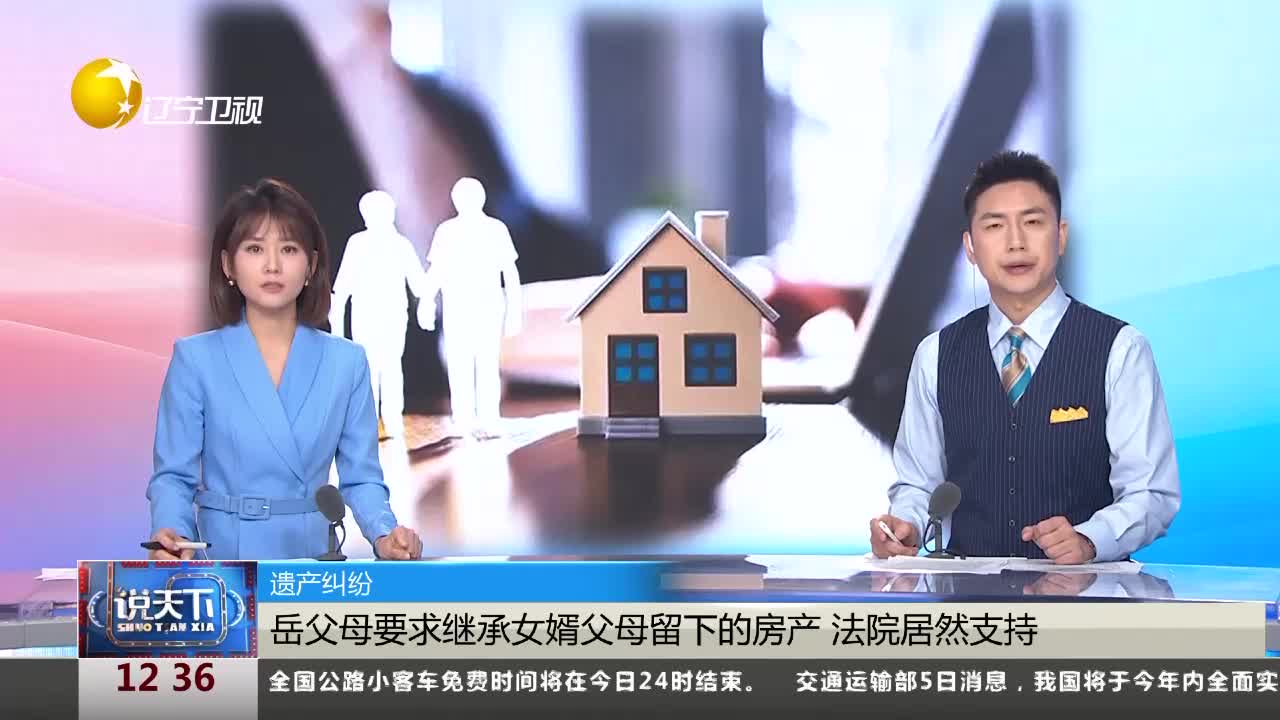 辽宁卫视
遗产纠纷
说天下
SHUO TIAN XIA
岳父母要求继承女婿父母留下的房产 法院居然支持
12 36
全国公路小客车免费时间将在今日24时结束。 交通运输部5日消息，我国将于今年内全面实